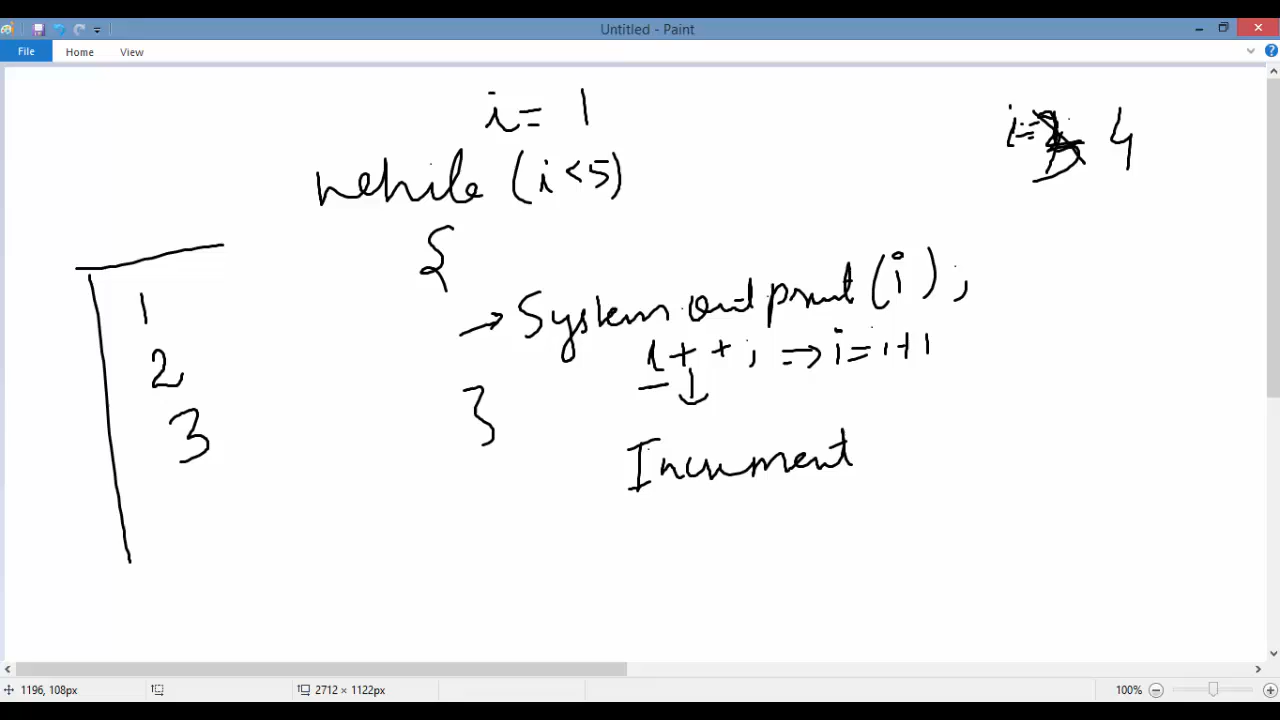 Untitled - Paint
File Home View
i = 1
i = 4
while (i<5)
{
System out print (i) ;
i + + ; => i = i + 1
}
Increment
1
2
3
1196, 108px
2712 × 1122px
100%